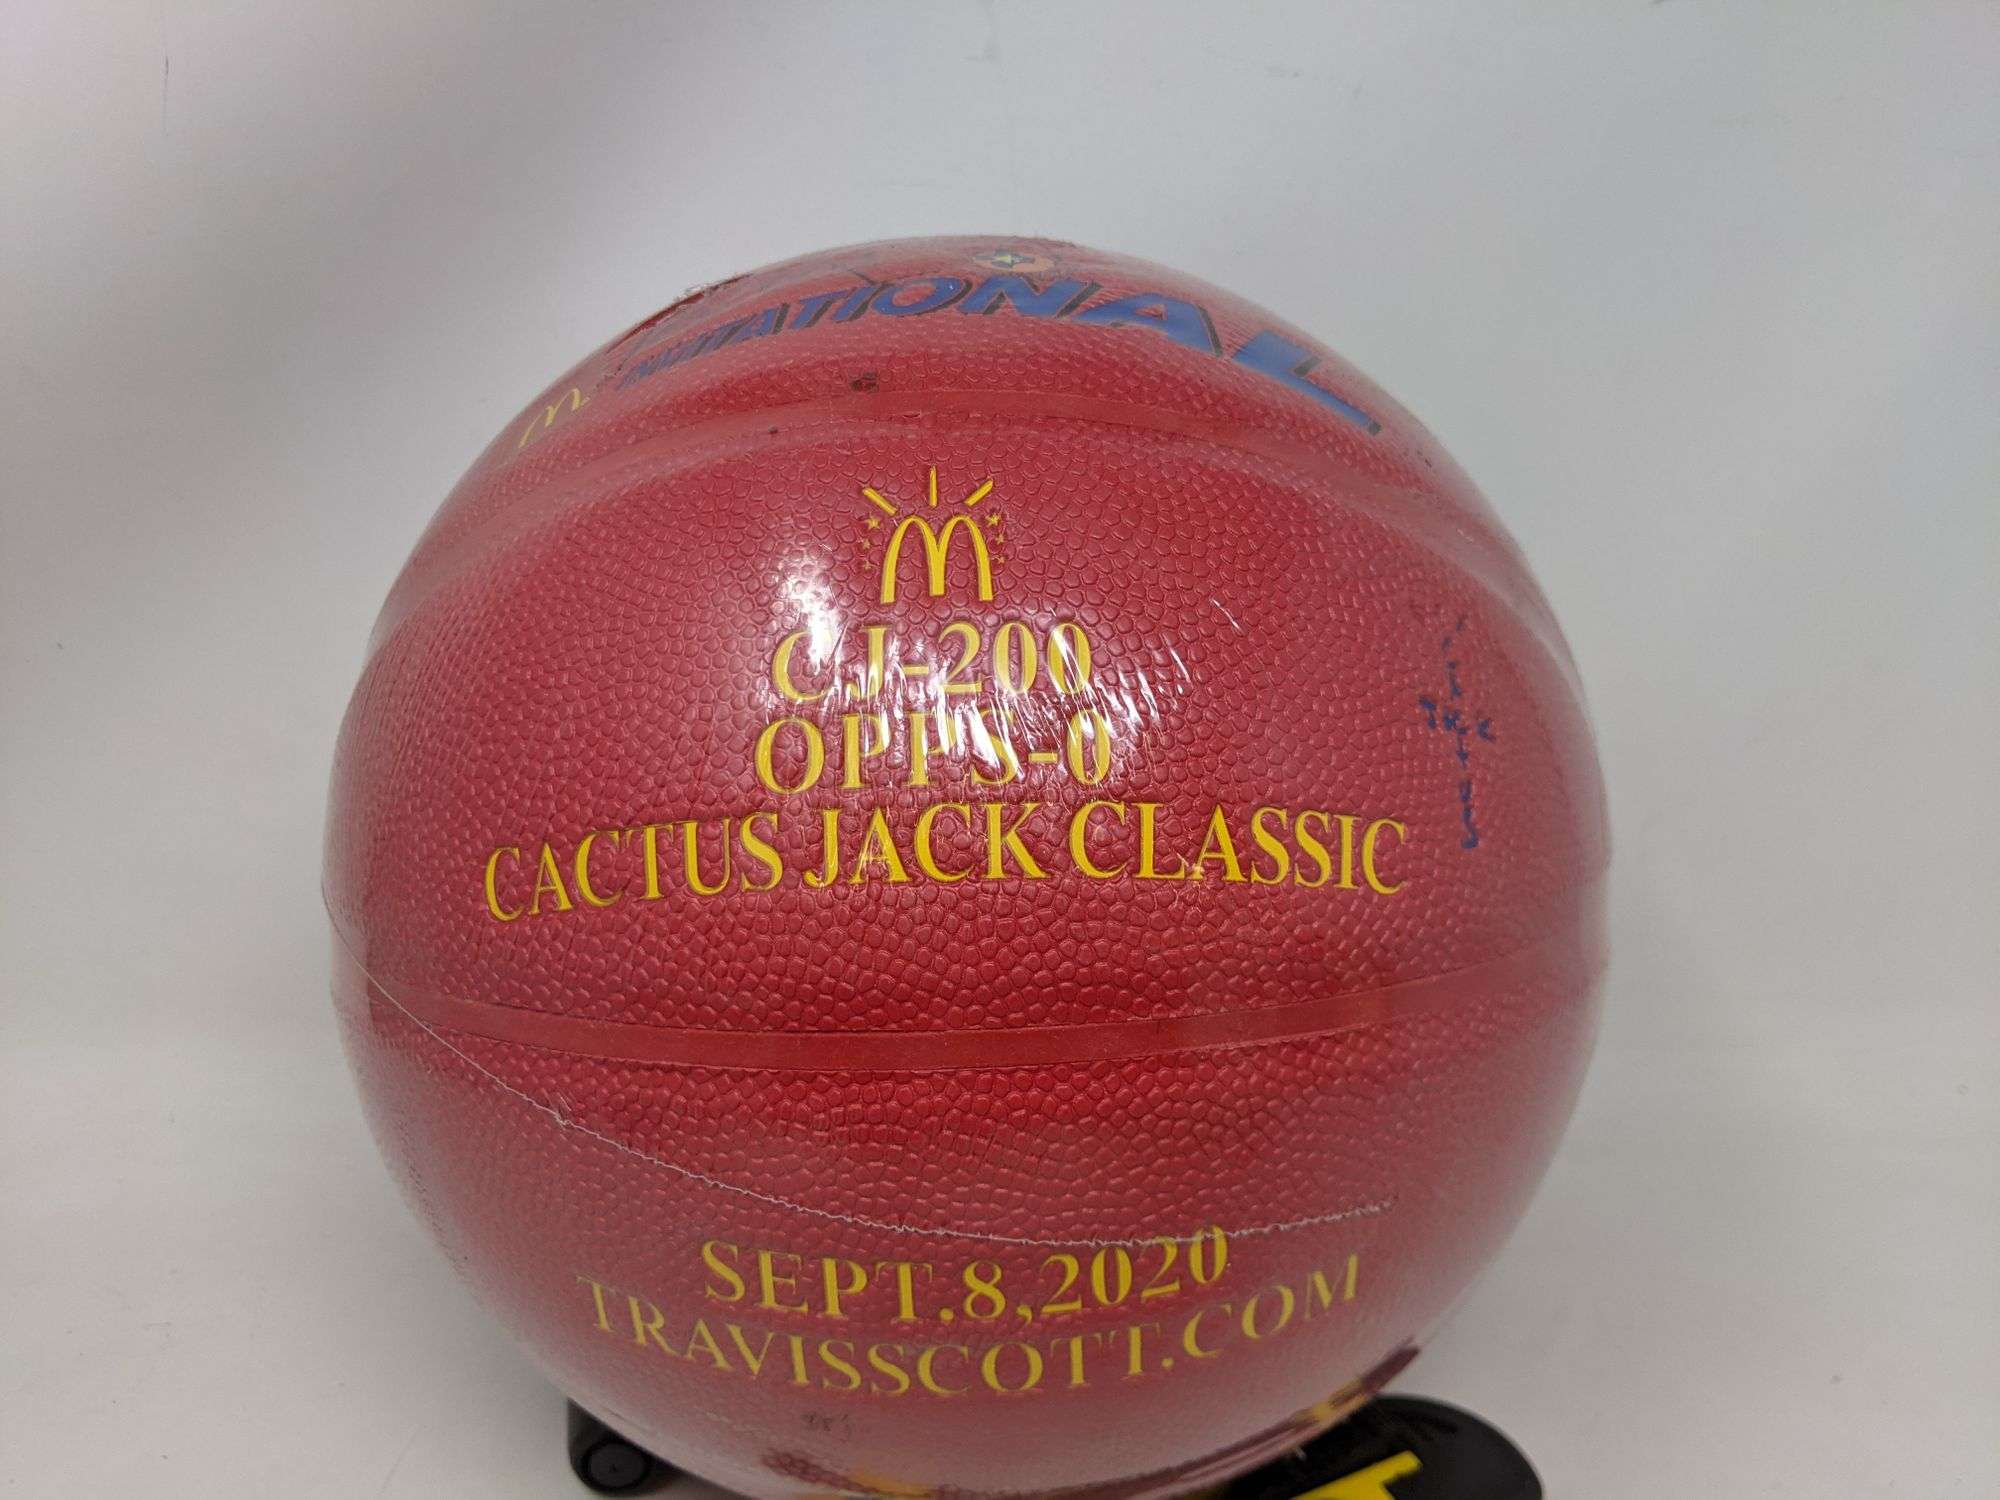 INVITATIONAL
M
CJ-200
OPPS-0
CACTUS JACK CLASSIC
SEPT.8,2020
TRAVISSCOTT.COM